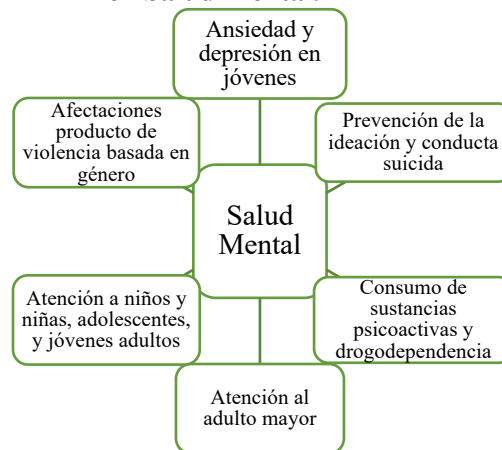 Ansiedad y
depresión en
jóvenes
Afectaciones
producto de
violencia basada en
género
Prevención de la
ideación y conducta
suicida
Salud
Mental
Atención a niños y
niñas, adolescentes,
y jóvenes adultos
Consumo de
sustancias
psicoactivas y
drogodependencia
Atención al
adulto mayor